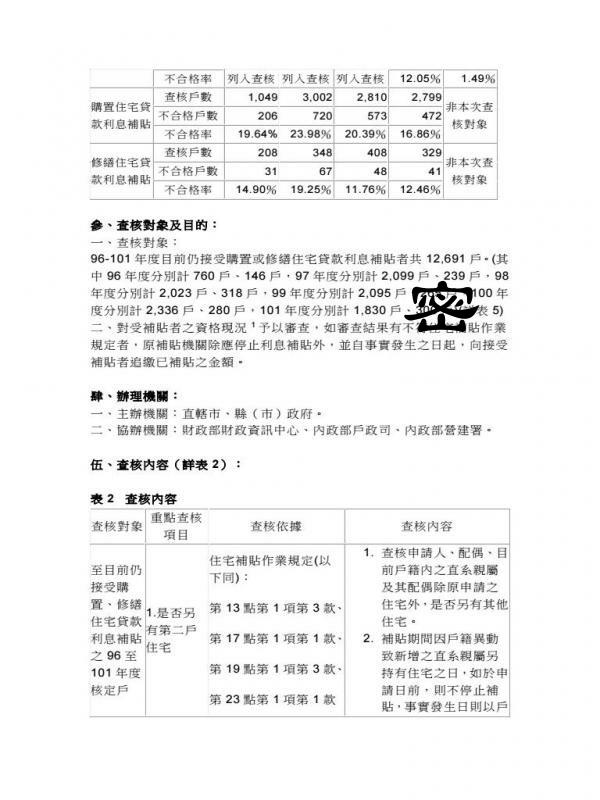 不合格率 列入查核 列入查核 列入查核 12.05% 1.49%
購置住宅貸款利息補貼 查核戶數 1,049 3,002 2,810 2,799 非本次查核對象
不合格戶數 206 720 573 472
不合格率 19.64% 23.98% 20.39% 16.86%
修繕住宅貸款利息補貼 查核戶數 208 348 408 329 非本次查核對象
不合格戶數 31 67 48 41
不合格率 14.90% 19.25% 11.76% 12.46%
參、查核對象及目的：
一、查核對象：
96-101 年度目前仍接受購置或修繕住宅貸款利息補貼者共 12,691 戶。(其
中 96 年度分別計 760 戶、146 戶，97 年度分別計 2,099 戶、239 戶，98
年度分別計 2,023 戶、318 戶，99 年度分別計 2,095 戶 100 年
度分別計 2,336 戶、280 戶，101 年度分別計 1,830 戶、 表 5)
密
二、對受補貼者之資格現況 1 予以審查，如審查結果有不 補貼作業
規定者，原補貼機關除應停止利息補貼外，並自事實發生之日起，向接受
補貼者追繳已補貼之金額。
肆、辦理機關：
一、主辦機關：直轄市、縣（市）政府。
二、協辦機關：財政部財政資訊中心、內政部戶政司、內政部營建署。
伍、查核內容（詳表 2）：
表 2 查核內容
查核對象 重點查核項目 查核依據 查核內容
至目前仍
接受購
置、修繕
住宅貸款
利息補貼
之 96 至
101 年度
核定戶
1.是否另
有第二戶
住宅
住宅補貼作業規定(以
下同)：
第 13 點第 1 項第 3 款、
第 17 點第 1 項第 1 款、
第 19 點第 1 項第 3 款、
第 23 點第 1 項第 1 款
1. 查核申請人、配偶、目
前戶籍內之直系親屬
及其配偶除原申請之
住宅外，是否另有其他
住宅。
2. 補貼期間因戶籍異動
致新增之直系親屬另
持有住宅之日，如於申
請日前，則不停止補
貼，事實發生日則以戶